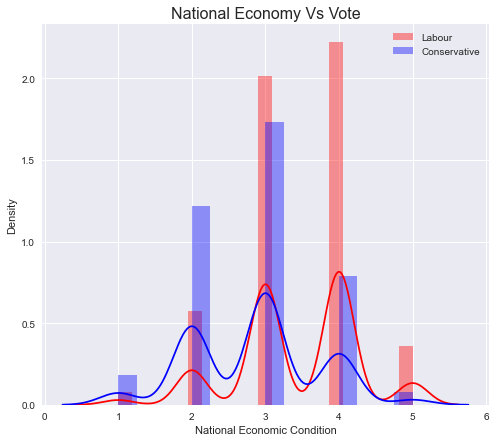 National Economy Vs Vote
Labour
Conservative
Density
2.0
1.5
1.0
0.5
0.0
0 1 2 3 4 5 6
National Economic Condition